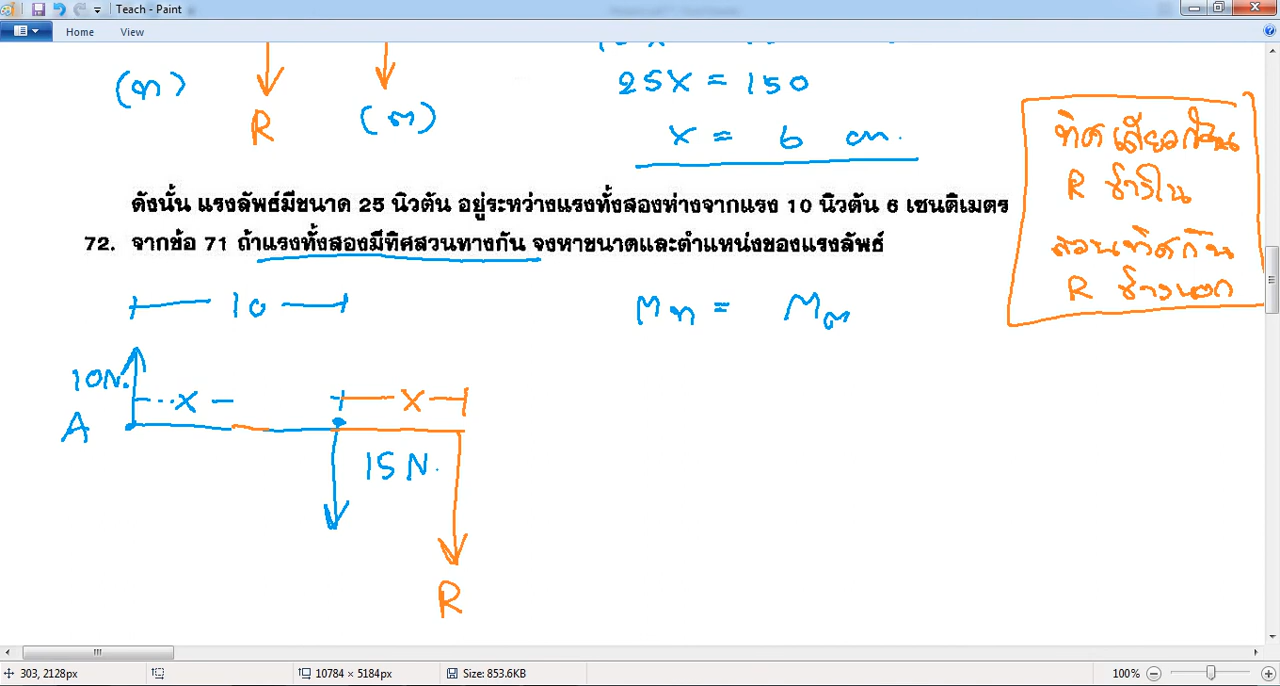 Teach - Paint
Home View
(ท)
R
(ต)
25X = 150
X = 6 cm.
ทิศเดียวกัน
R อยู่ใน
สวนทิศกัน
R อยู่นอก
ดังนั้น แรงลัพธ์มีขนาด 25 นิวตัน อยู่ระหว่างแรงทั้งสองห่างจากแรง 10 นิวตัน 6 เซนติเมตร
72. จากข้อ 71 ถ้าแรงทั้งสองมีทิศสวนทางกัน จงหาขนาดและตำแหน่งของแรงลัพธ์
10
Mท = Mต
10N.
X
X
A
15 N.
R
303, 2128px
10784 × 5184px
Size: 853.6KB
100%